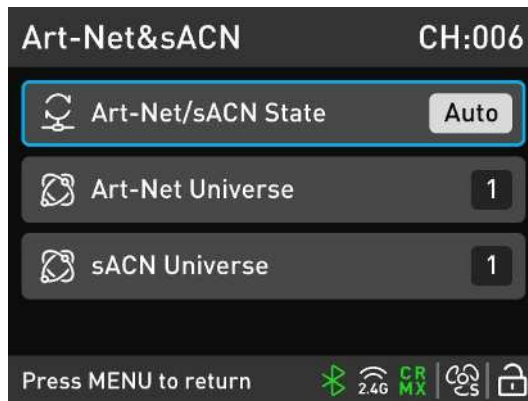 Art-Net&sACN CH:006
Art-Net/sACN State Auto
Art-Net Universe 1
sACN Universe 1
Press MENU to return 2.4G CR MX S